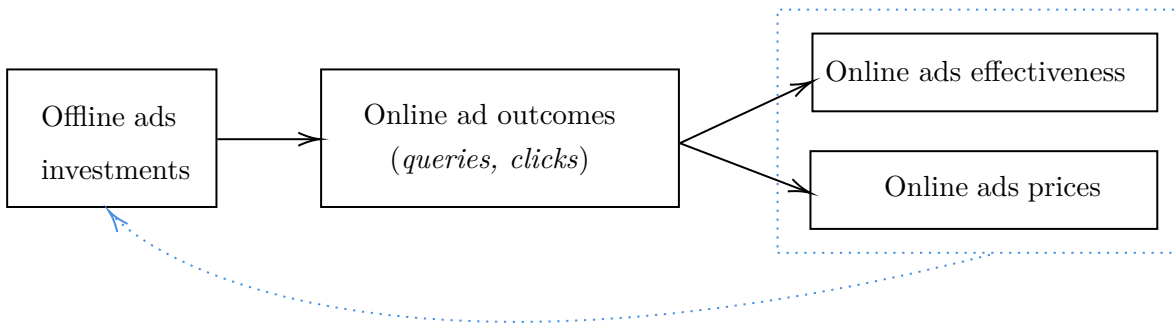 Offline ads
investments
Online ad outcomes
(queries, clicks)
Online ads effectiveness
Online ads prices